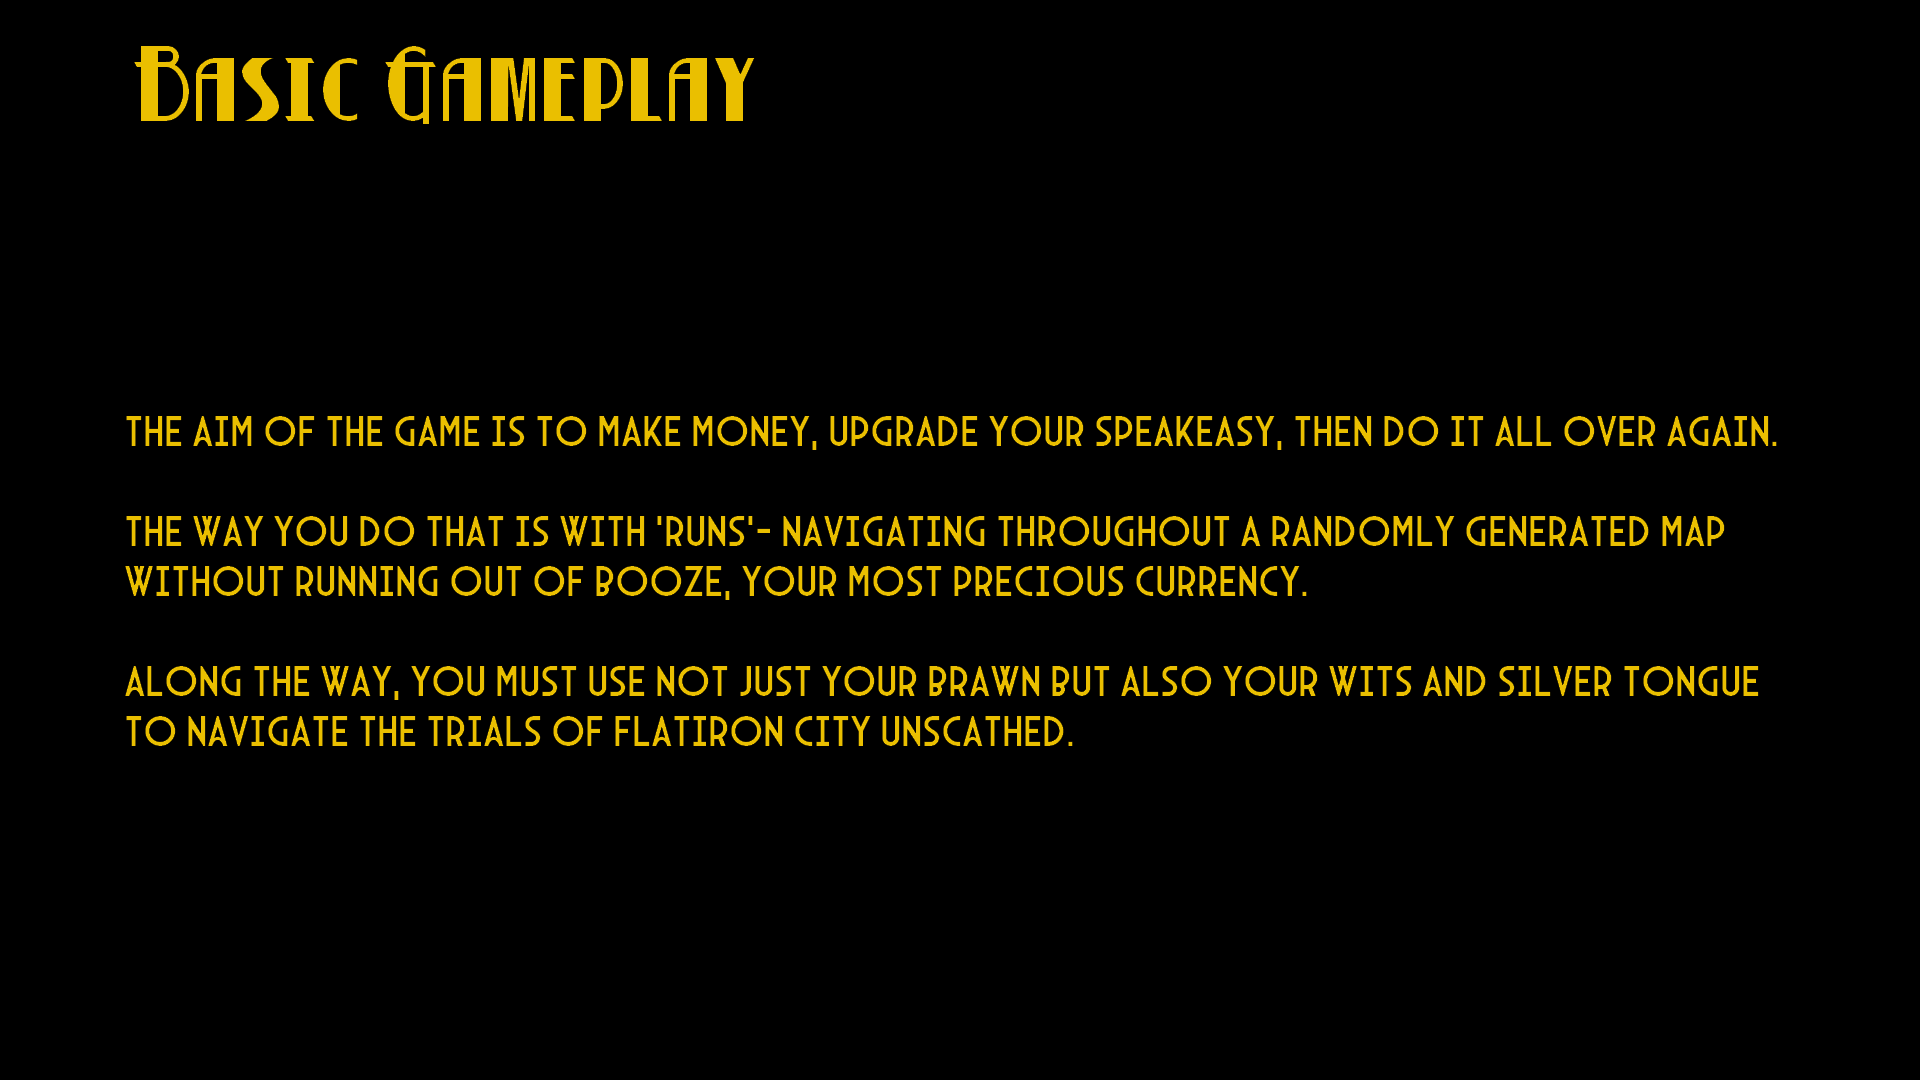 Basic Gameplay
THE AIM OF THE GAME IS TO MAKE MONEY, UPGRADE YOUR SPEAKEASY, THEN DO IT ALL OVER AGAIN.
THE WAY YOU DO THAT IS WITH 'RUNS'- NAVIGATING THROUGHOUT A RANDOMLY GENERATED MAP
WITHOUT RUNNING OUT OF BOOZE, YOUR MOST PRECIOUS CURRENCY.
ALONG THE WAY, YOU MUST USE NOT JUST YOUR BRAWN BUT ALSO YOUR WITS AND SILVER TONGUE
TO NAVIGATE THE TRIALS OF FLATIRON CITY UNSCATHED.